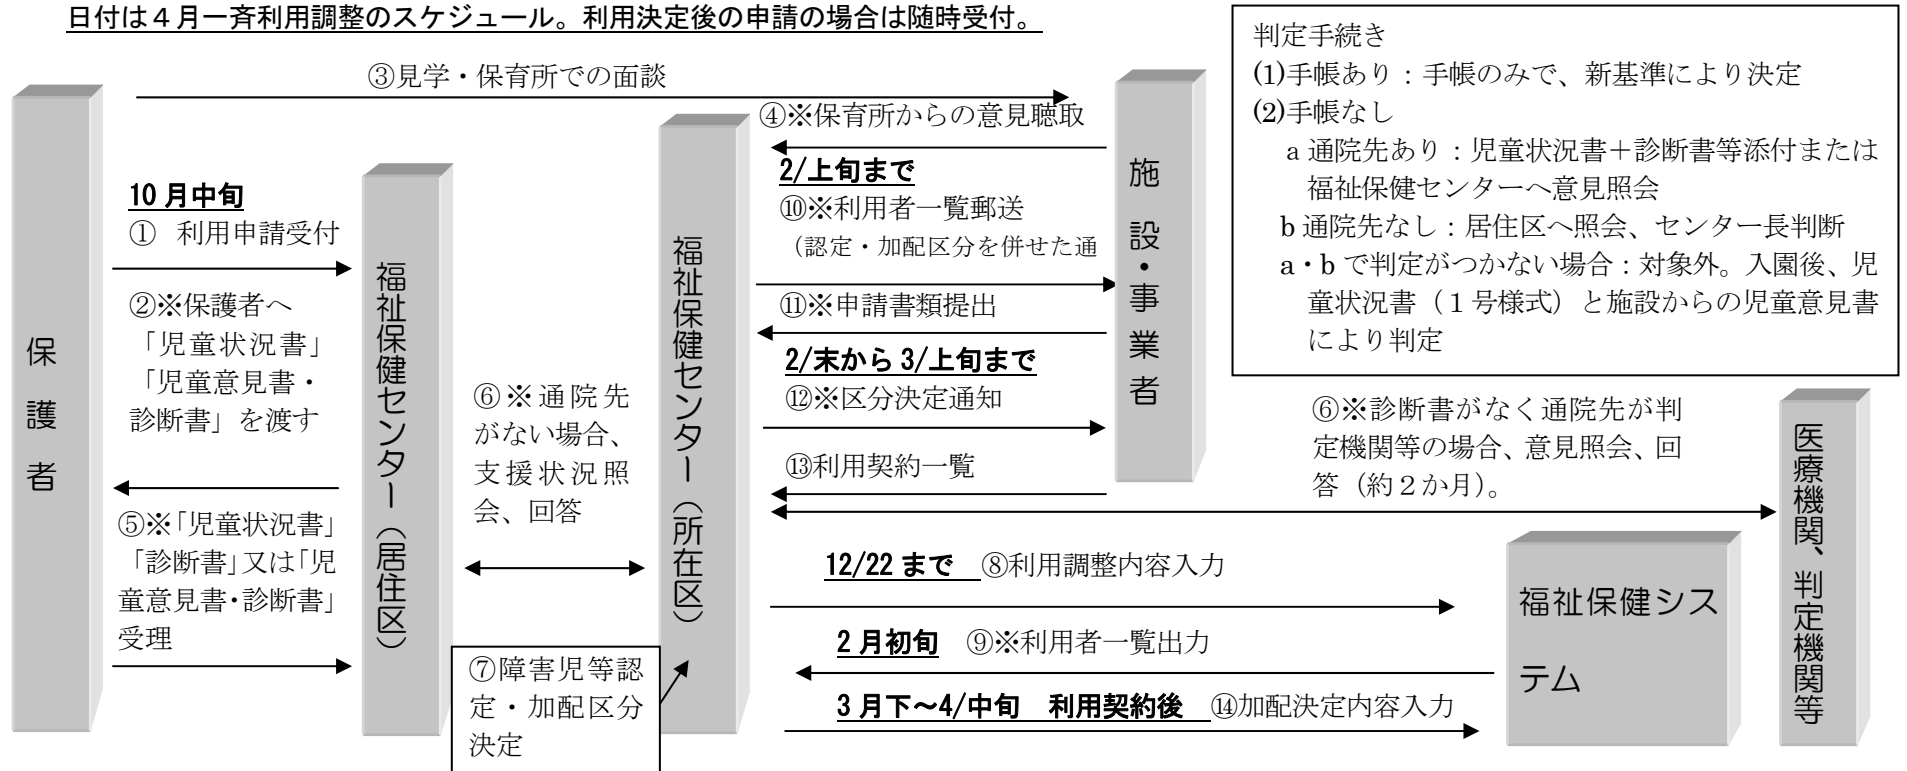 日付は４月一斉利用調整のスケジュール。利用決定後の申請の場合は随時受付。
判定手続き
(1)手帳あり：手帳のみで、新基準により決定
(2)手帳なし
a 通院先あり：児童状況書＋診断書等添付または
福祉保健センターへ意見照会
b 通院先なし：居住区へ照会、センター長判断
a・b で判定がつかない場合：対象外。入園後、児
童状況書（１号様式）と施設からの児童意見書
により判定
③見学・保育所での面談
保護者
10 月中旬
① 利用申請受付
②※保護者へ
「児童状況書」
「児童意見書・
診断書」を渡す
⑤※「児童状況書」
「診断書」又は「児
童意見書・診断書」
受理
福祉保健センター（居住区）
⑥※通院先
がない場合、
支援状況照
会、回答
⑦障害児等認
定・加配区分
決定
福祉保健センター（所在区）
④※保育所からの意見聴取
2/上旬まで
⑩※利用者一覧郵送
（認定・加配区分を併せた通
⑪※申請書類提出
2/末から 3/上旬まで
⑫※区分決定通知
⑬利用契約一覧
施設・事業者
⑥※診断書がなく通院先が判
定機関等の場合、意見照会、回
答（約２か月）。
12/22 まで ⑧利用調整内容入力
2 月初旬 ⑨※利用者一覧出力
3 月下～4/中旬 利用契約後 ⑭加配決定内容入力
福祉保健シス
テム
医療機関、判定機関等